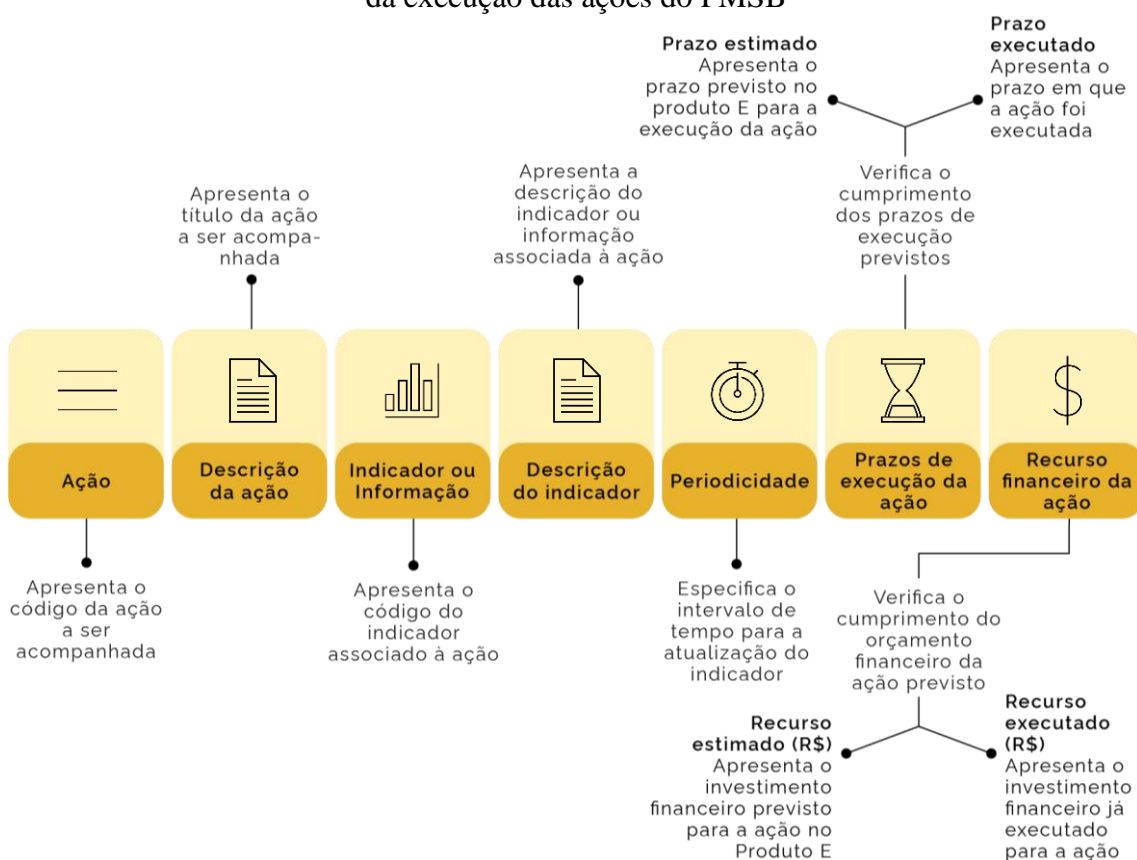 da execução das ações do PMSB
Prazo estimado
Apresenta o
prazo previsto no
produto E para a
execução da ação
Prazo
executado
Apresenta o
prazo em que
a ação foi
executada
Apresenta o
título da ação
a ser acompa-
nhada
Apresenta a
descrição do
indicador ou
informação
associada à ação
Verifica o
cumprimento
dos prazos de
execução
previstos
Ação
Descrição
da ação
Indicador ou
Informação
Descrição
do indicador
Periodicidade
Prazos de
execução da
ação
$
Recurso
financeiro da
ação
Apresenta o
código da ação
a ser
acompanhada
Apresenta o
código do
indicador
associado à ação
Especifica o
intervalo de
tempo para a
atualização do
indicador
Verifica o
cumprimento do
orçamento
financeiro da
ação previsto
Recurso
estimado (R$)
Apresenta o
investimento
financeiro previsto
para a ação no
Produto E
Recurso
executado
(R$)
Apresenta o
investimento
financeiro já
executado
para a ação